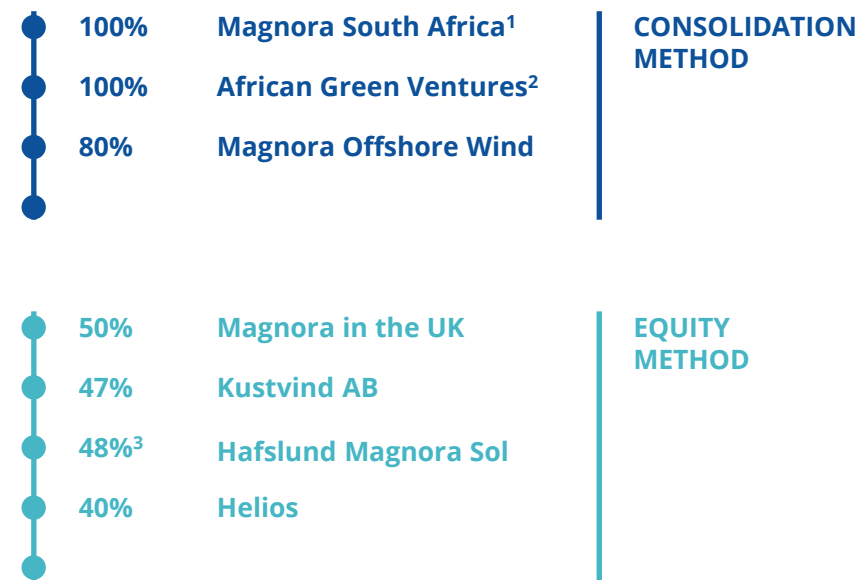 100% Magnora South Africa¹
100% African Green Ventures²
80% Magnora Offshore Wind
CONSOLIDATION
METHOD
50% Magnora in the UK
47% Kustvind AB
48%³ Hafslund Magnora Sol
40% Helios
EQUITY
METHOD